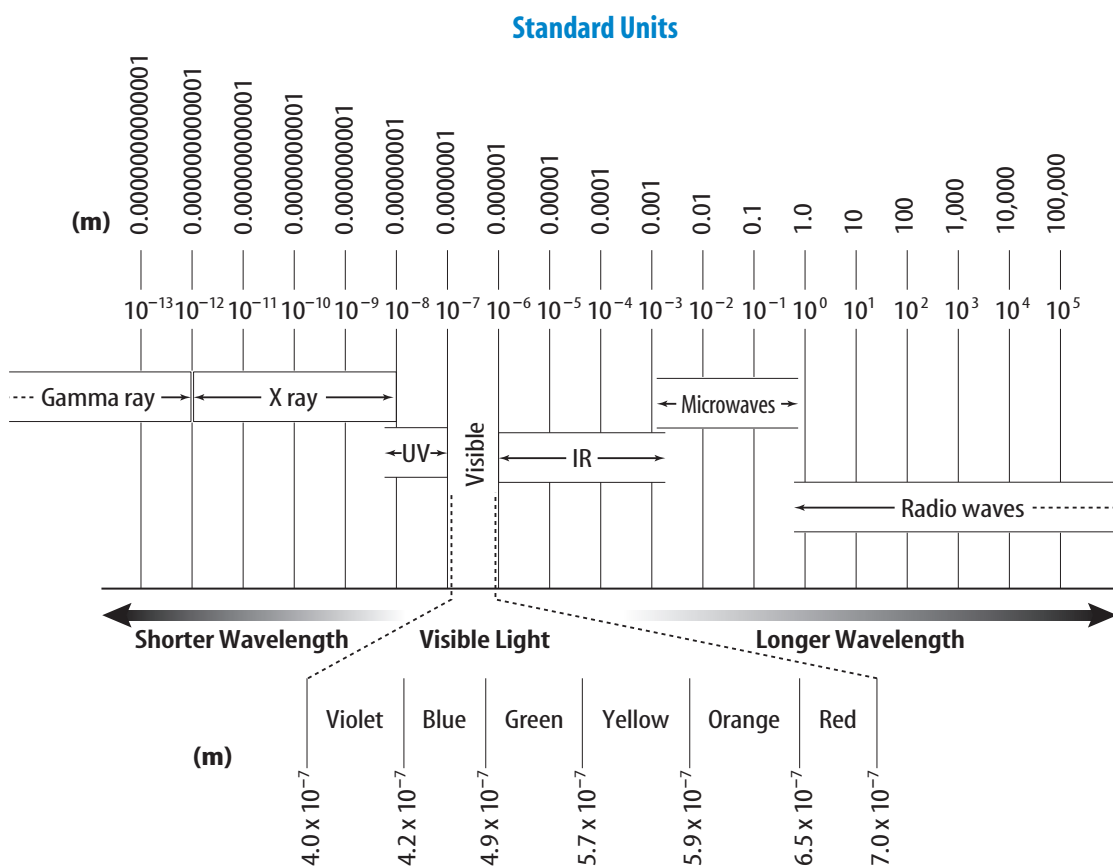 Standard Units
(m)
0.0000000000001
0.000000000001
0.00000000001
0.0000000001
0.000000001
0.00000001
0.0000001
0.000001
0.00001
0.0001
0.001
0.01
0.1
1.0
10
100
1,000
10,000
100,000
10⁻¹³ 10⁻¹² 10⁻¹¹ 10⁻¹⁰ 10⁻⁹ 10⁻⁸ 10⁻⁷ 10⁻⁶ 10⁻⁵ 10⁻⁴ 10⁻³ 10⁻² 10⁻¹ 10⁰ 10¹ 10² 10³ 10⁴ 10⁵
Gamma ray
X ray
Microwaves
UV
Visible
IR
Radio waves
Shorter Wavelength
Visible Light
Longer Wavelength
Violet Blue Green Yellow Orange Red
(m)
4.0 x 10⁻⁷
4.2 x 10⁻⁷
4.9 x 10⁻⁷
5.7 x 10⁻⁷
5.9 x 10⁻⁷
6.5 x 10⁻⁷
7.0 x 10⁻⁷